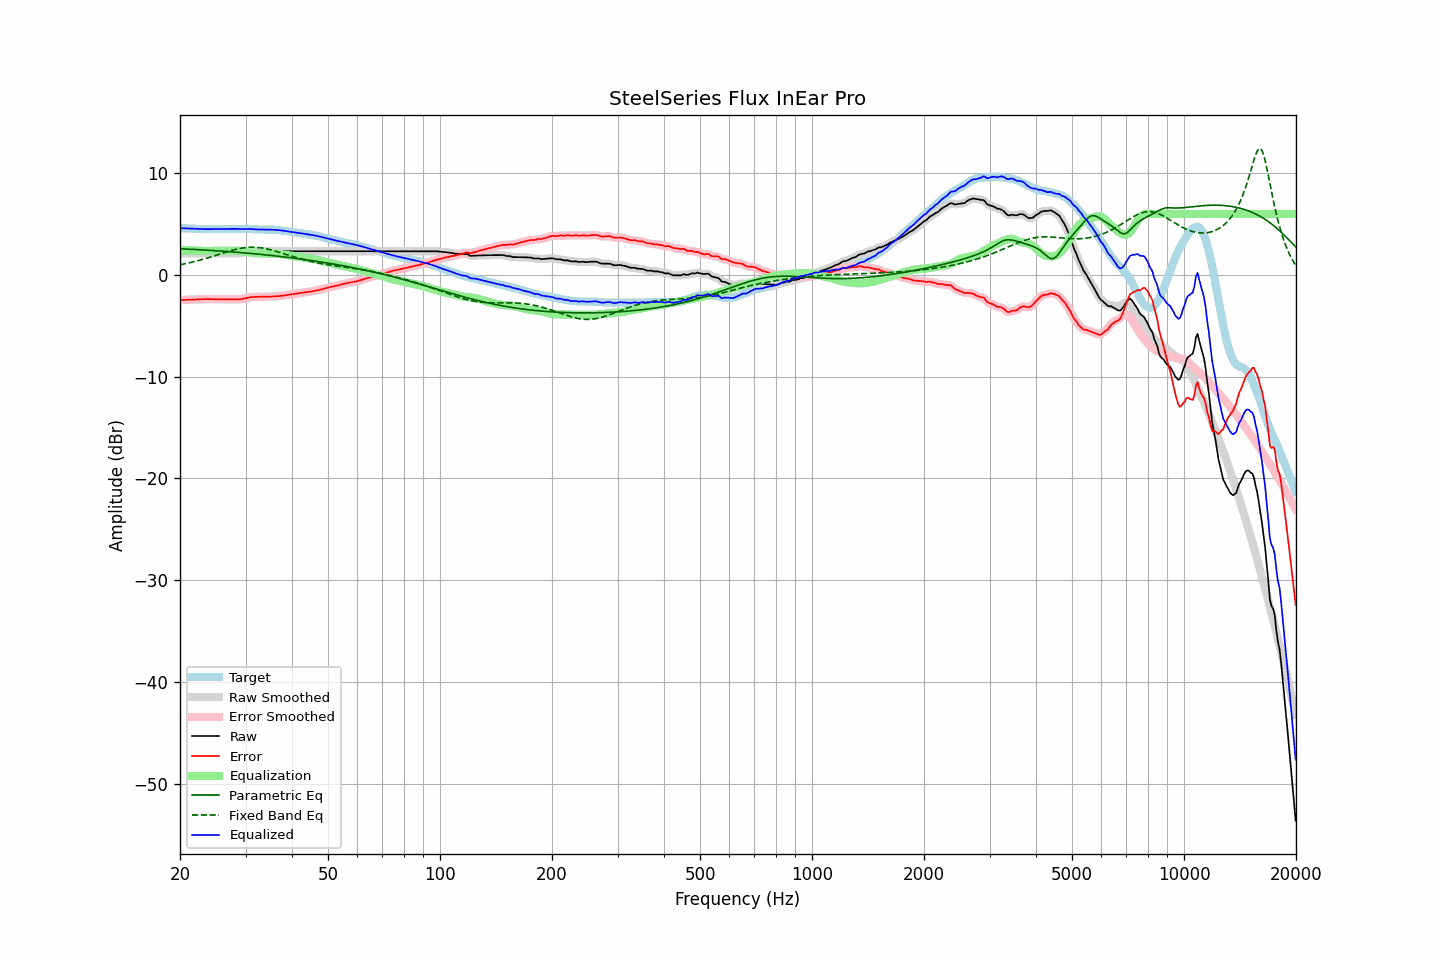 SteelSeries Flux InEar Pro
Amplitude (dBr)
10
0
−10
−20
−30
−40
−50
Target
Raw Smoothed
Error Smoothed
Raw
Error
Equalization
Parametric Eq
Fixed Band Eq
Equalized
20 50 100 200 500 1000 2000 5000 10000 20000
Frequency (Hz)